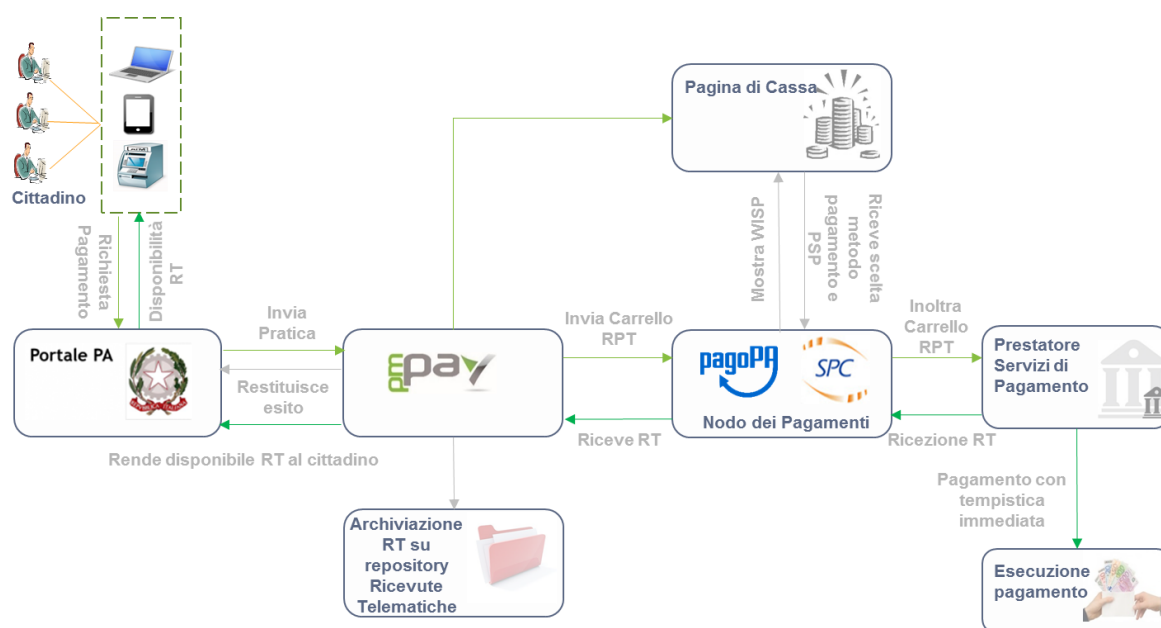 Cittadino
Richiesta
Pagamento
Disponibilità
RT
Pagina di Cassa
Mostra WISP
Riceve scelta
metodo
pagamento e
PSP
Portale PA
Invia
Pratica
Restituisce
esito
Rende disponibile RT al cittadino
pmpay
Invia Carrello
RPT
Riceve RT
pagoPA
SPC
Nodo dei Pagamenti
Inoltra
Carrello
RPT
Ricezione RT
Prestatore
Servizi di
Pagamento
Pagamento con
tempistica
immediata
Archiviazione
RT su
repository
Ricevute
Telematiche
Esecuzione
pagamento